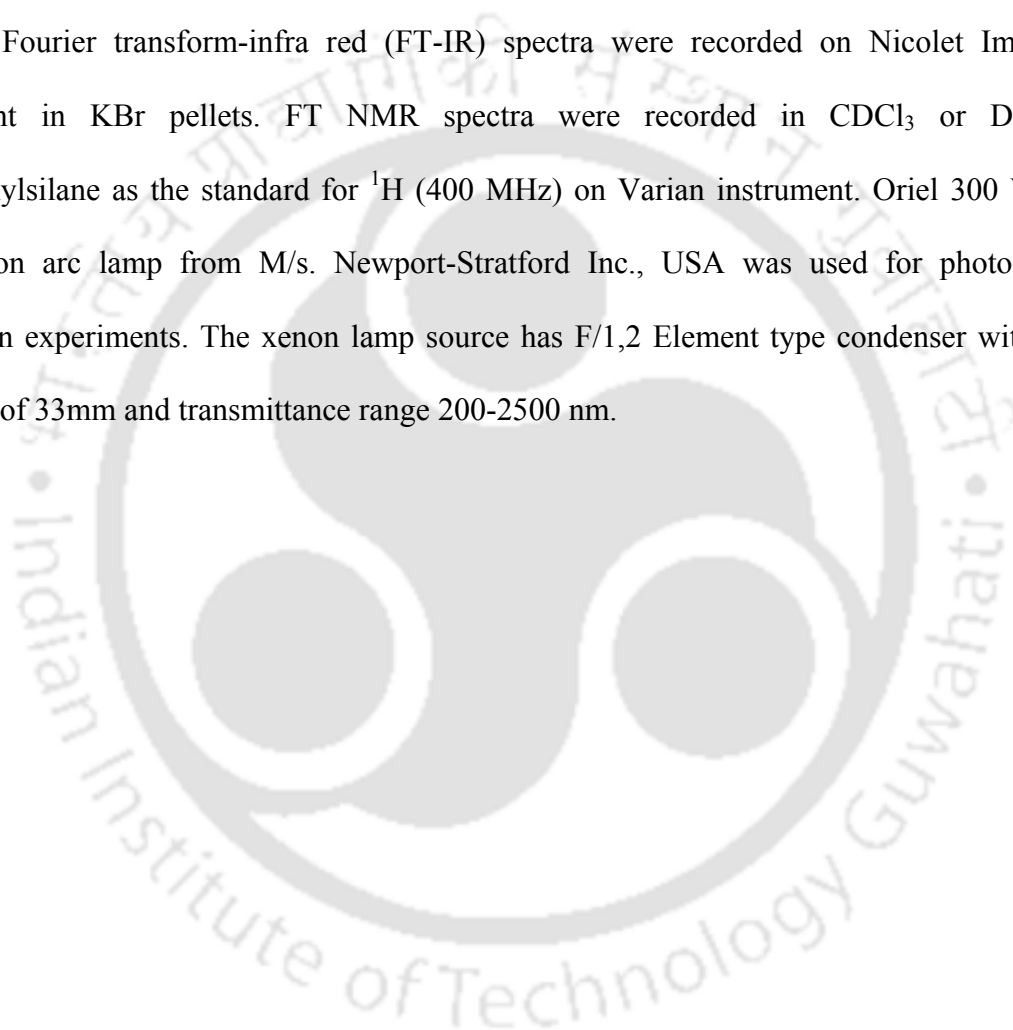 Fourier transform-infra red (FT-IR) spectra were recorded on Nicolet Im
nt in KBr pellets. FT NMR spectra were recorded in CDCl₃ or D
ylsilane as the standard for ¹H (400 MHz) on Varian instrument. Oriel 300
on arc lamp from M/s. Newport-Stratford Inc., USA was used for photo
n experiments. The xenon lamp source has F/1,2 Element type condenser wit
of 33mm and transmittance range 200-2500 nm.
Indian Institute of Technology Guwahati